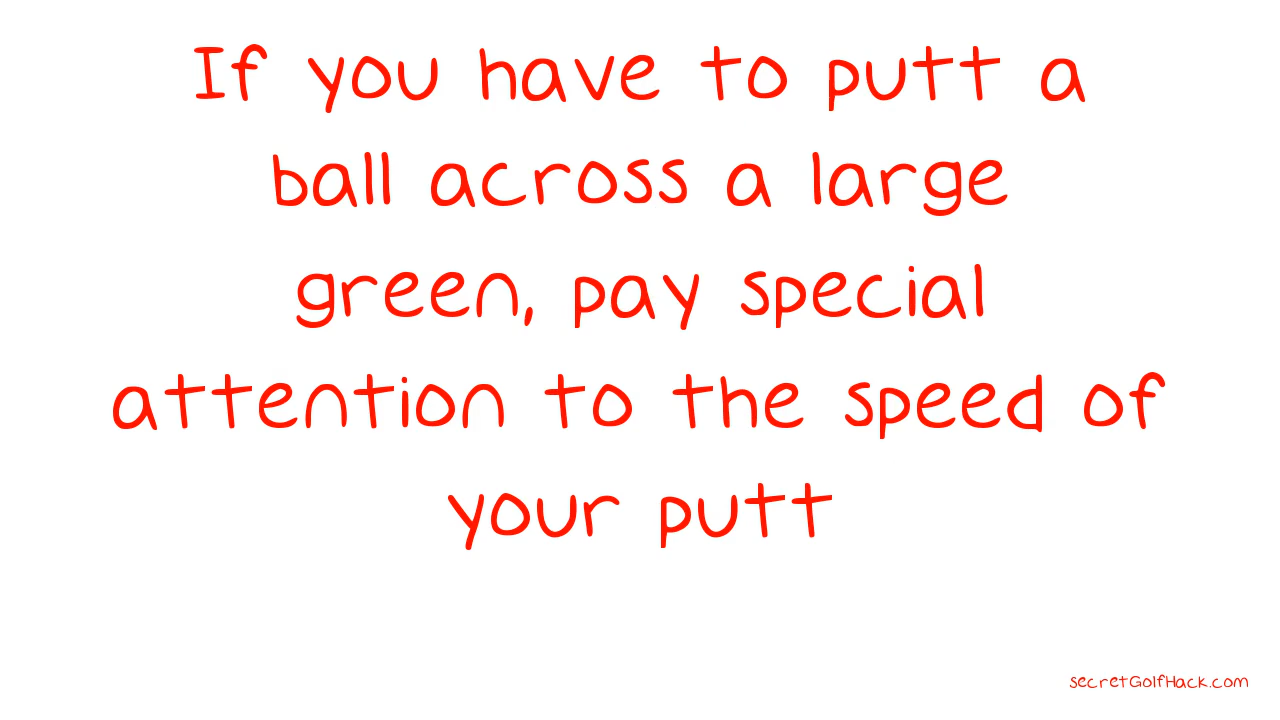 If you have to putt a
ball across a large
green, pay special
attention to the speed of
your putt
secretGolfHack.com